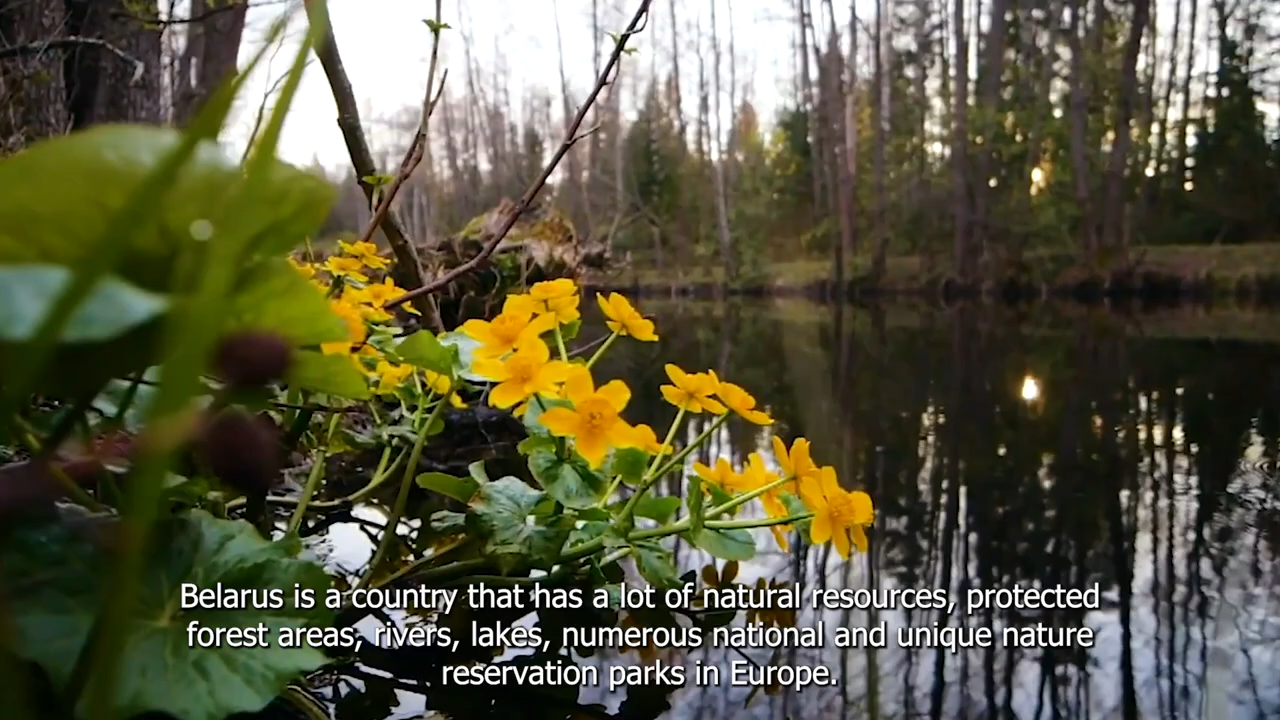 Belarus is a country that has a lot of natural resources, protected
forest areas, rivers, lakes, numerous national and unique nature
reservation parks in Europe.